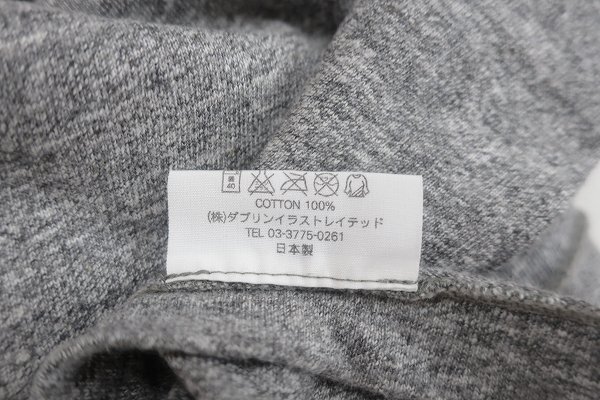 40
COTTON 100%
(株)ダブリンイラストレイテッド
TEL 03-3775-0261
日本製